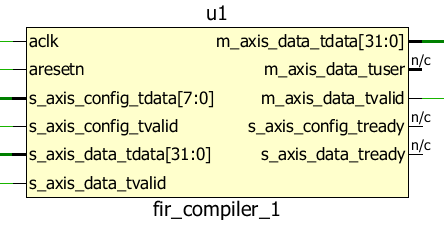 u1
aclk
m_axis_data_tdata[31:0]
n/c
aresetn
m_axis_data_tuser
s_axis_config_tdata[7:0]
m_axis_data_tvalid
n/c
s_axis_config_tvalid
s_axis_config_tready
n/c
s_axis_data_tdata[31:0]
s_axis_data_tready
s_axis_data_tvalid
fir_compiler_1